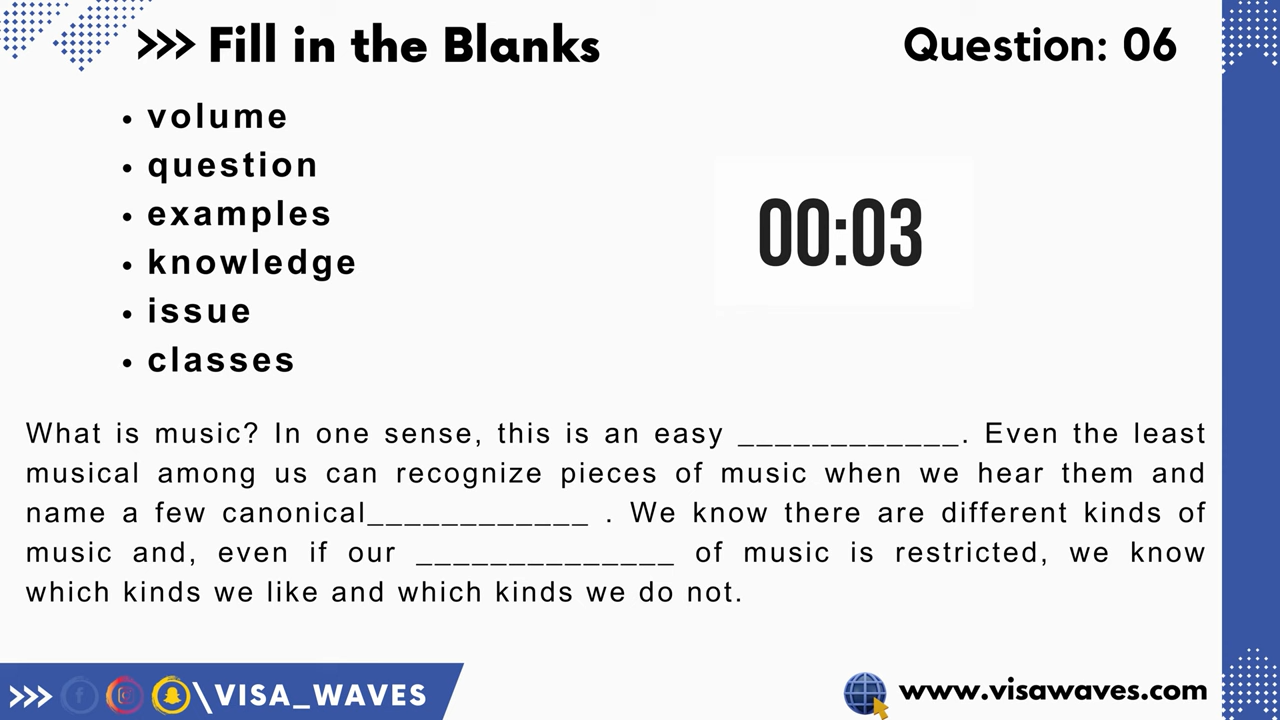 >>> Fill in the Blanks
Question: 06
• volume
• question
• examples
• knowledge
• issue
• classes
00:03
What is music? In one sense, this is an easy ____________. Even the least
musical among us can recognize pieces of music when we hear them and
name a few canonical____________ . We know there are different kinds of
music and, even if our ______________ of music is restricted, we know
which kinds we like and which kinds we do not.
>>> \VISA_WAVES
www.visawaves.com